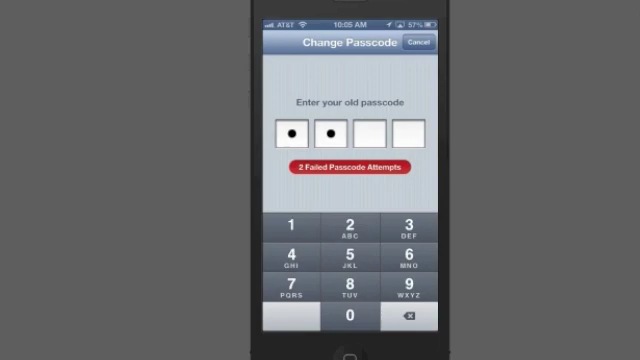 AT&T 10:05 AM 57%
Change Passcode Cancel
Enter your old passcode
2 Failed Passcode Attempts
1 2 3
ABC DEF
4 5 6
GHI JKL MNO
7 8 9
PQRS TUV WXYZ
0